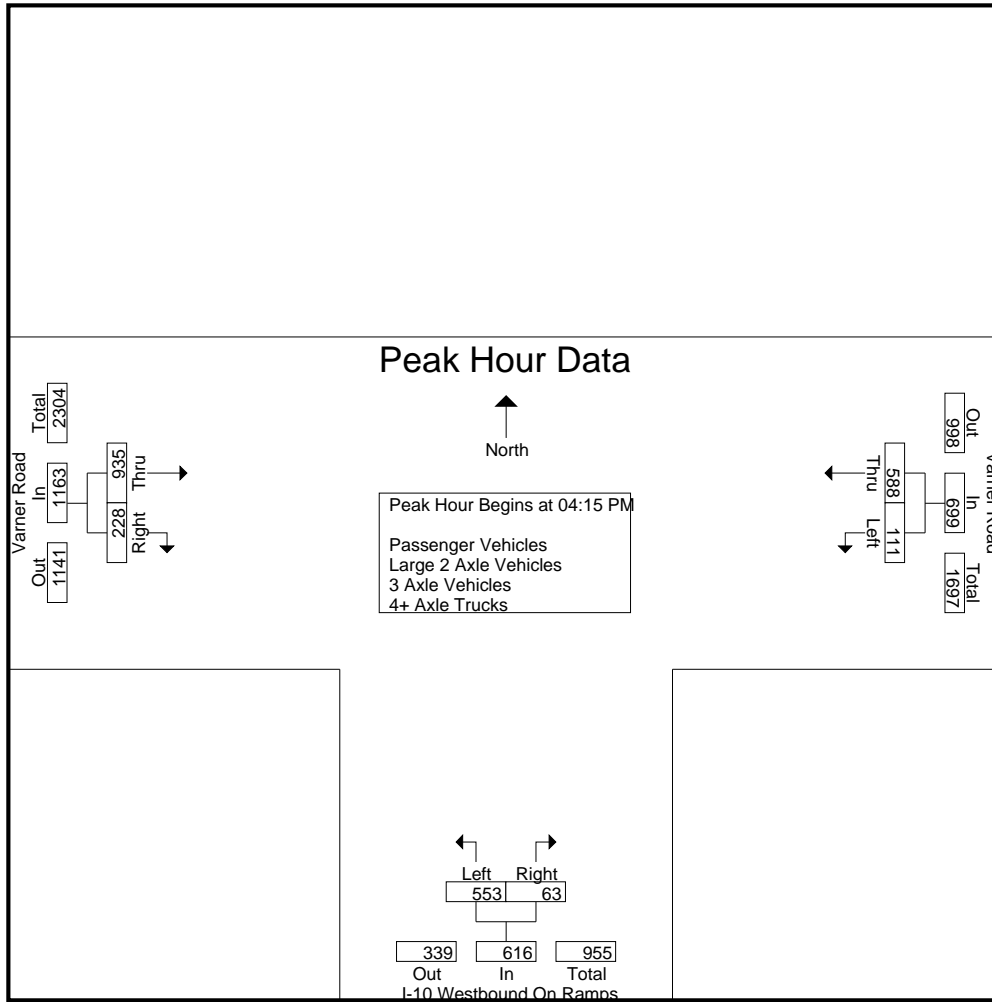 Peak Hour Data
North
Peak Hour Begins at 04:15 PM
Passenger Vehicles
Large 2 Axle Vehicles
3 Axle Vehicles
4+ Axle Trucks
Varner Road
Out In Total
1141 1163 2304
Right Thru
228 935
Varner Road
Out In Total
998 699 1697
Thru Left
588 111
Left Right
553 63
339 616 955
Out In Total
I-10 Westbound On Ramps